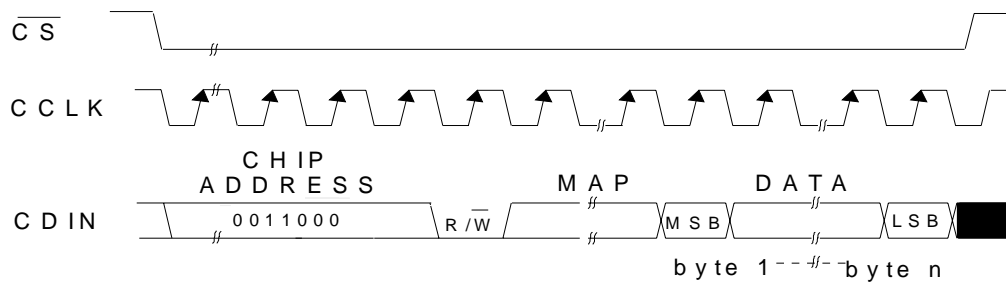 CS
CCLK
CHIP
ADDRESS
MAP
DATA
CDIN
0011000
R/W
MSB
LSB
byte 1
byte n